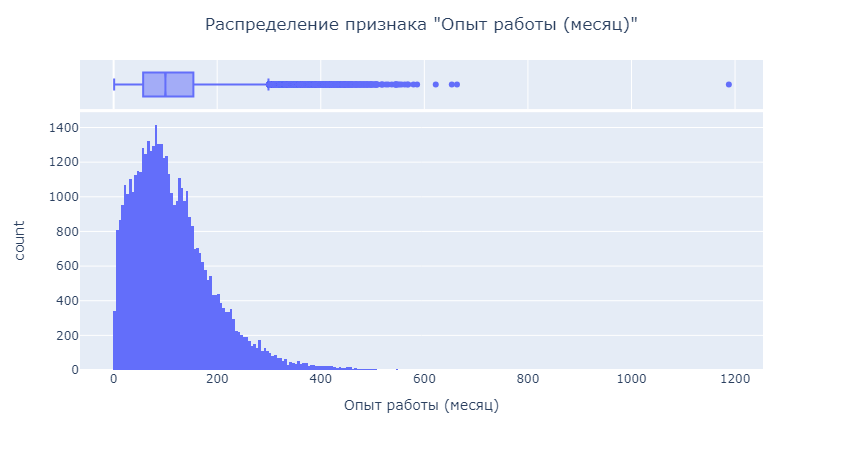 Распределение признака "Опыт работы (месяц)"
1400
1200
1000
800
600
400
200
0
count
0 200 400 600 800 1000 1200
Опыт работы (месяц)